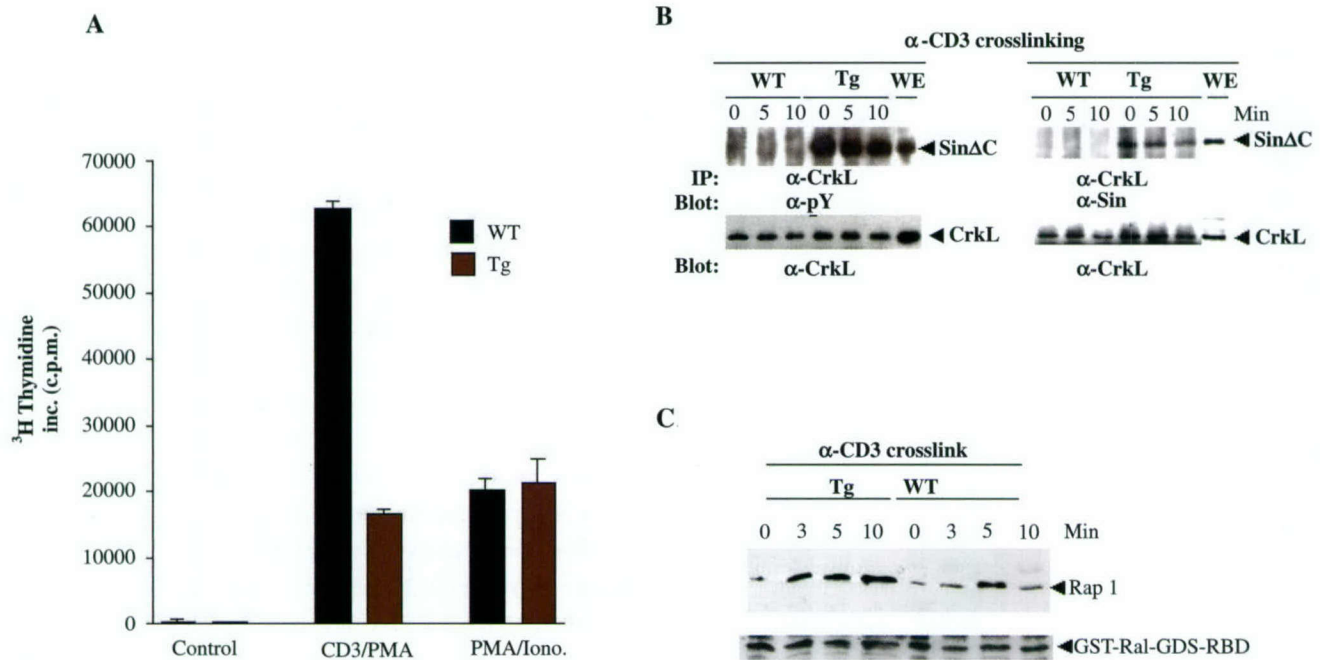 A
70000
60000
50000
40000
30000
20000
10000
0
³H Thymidine
inc. (c.p.m.)
WT
Tg
Control
CD3/PMA
PMA/Iono.
B
α-CD3 crosslinking
WT Tg WE
0 5 10 0 5 10
SinΔC
IP: α-CrkL
Blot: α-pY
CrkL
Blot: α-CrkL
WT Tg WE
0 5 10 0 5 10 Min
SinΔC
α-CrkL
α-Sin
CrkL
α-CrkL
C
α-CD3 crosslink
Tg WT
0 3 5 10 0 3 5 10 Min
Rap 1
GST-Ral-GDS-RBD